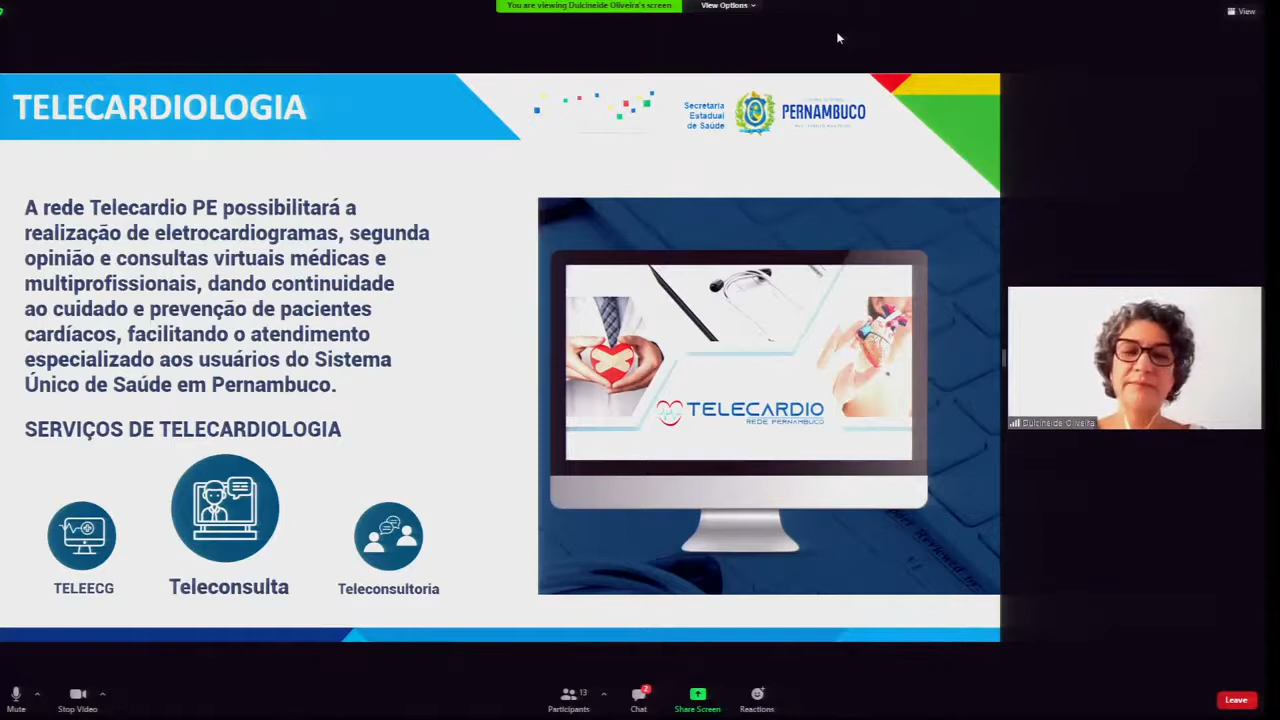 You are viewing Dulcineide Oliveira's screen
View Options
View
TELECARDIOLOGIA
Secretaria
Estadual
de Saúde
PERNAMBUCO
A rede Telecardio PE possibilitará a
realização de eletrocardiogramas, segunda
opinião e consultas virtuais médicas e
multiprofissionais, dando continuidade
ao cuidado e prevenção de pacientes
cardíacos, facilitando o atendimento
especializado aos usuários do Sistema
Único de Saúde em Pernambuco.
SERVIÇOS DE TELECARDIOLOGIA
TELEECG
Teleconsulta
Teleconsultoria
TELECARDIO
REDE PERNAMBUCO
Dulcineide Oliveira
Mute
Stop Video
13
Participants
2
Chat
Share Screen
Reactions
Leave